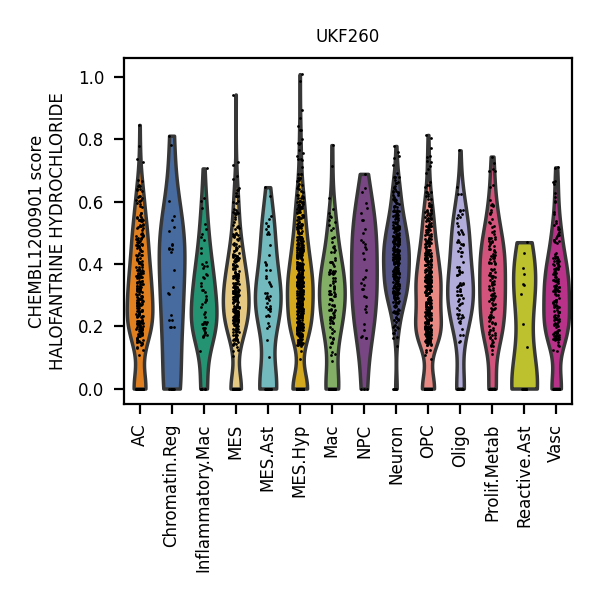 UKF260
CHEMBL1200901 score
HALOFANTRINE HYDROCHLORIDE
1.0
0.8
0.6
0.4
0.2
0.0
AC
Chromatin.Reg
Inflammatory.Mac
MES
MES.Ast
MES.Hyp
Mac
NPC
Neuron
OPC
Oligo
Prolif.Metab
Reactive.Ast
Vasc